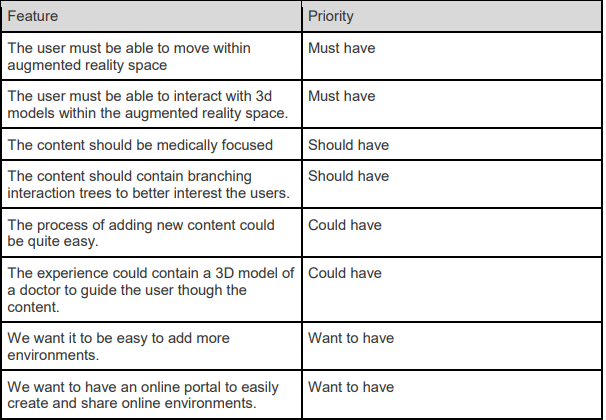 Feature
Priority
The user must be able to move within
augmented reality space
Must have
The user must be able to interact with 3d
models within the augmented reality space.
Must have
The content should be medically focused
Should have
The content should contain branching
interaction trees to better interest the users.
Should have
The process of adding new content could
be quite easy.
Could have
The experience could contain a 3D model of
a doctor to guide the user though the
content.
Could have
We want it to be easy to add more
environments.
Want to have
We want to have an online portal to easily
create and share online environments.
Want to have